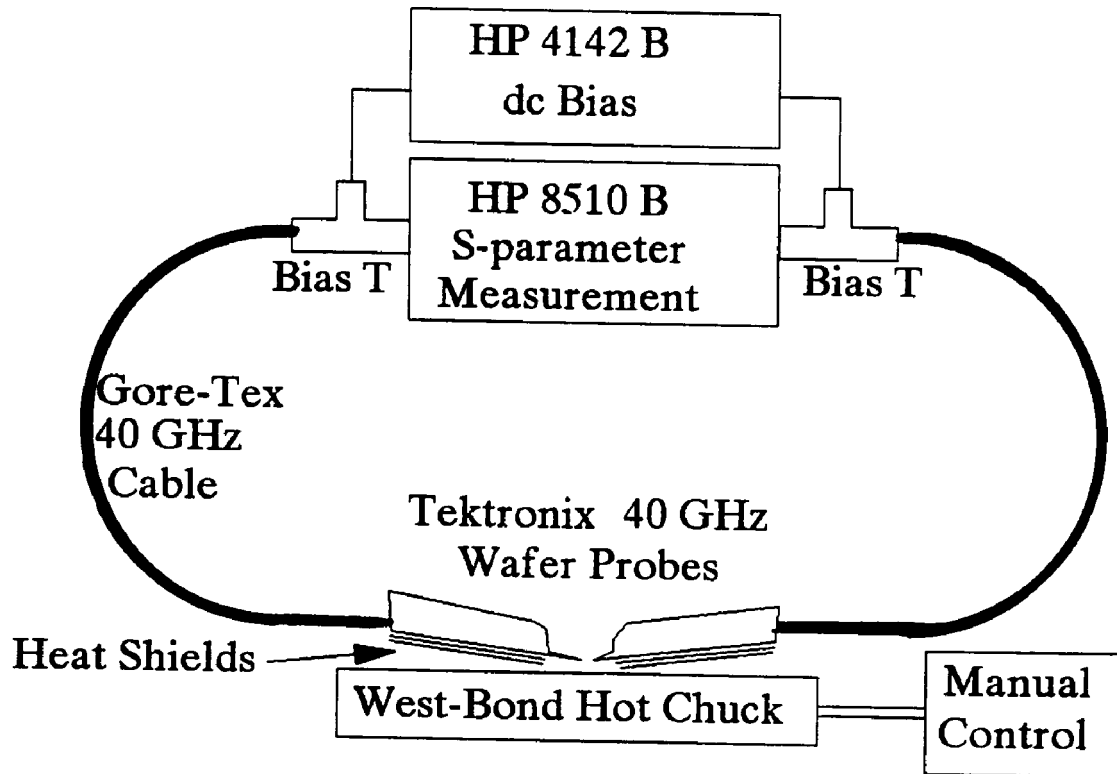 HP 4142 B
dc Bias
HP 8510 B
S-parameter
Measurement
Bias T
Bias T
Gore-Tex
40 GHz
Cable
Tektronix 40 GHz
Wafer Probes
Heat Shields
West-Bond Hot Chuck
Manual
Control